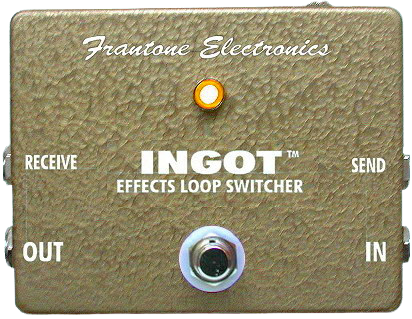 Frantone Electronics
INGOT™
EFFECTS LOOP SWITCHER
RECEIVE
SEND
OUT
IN